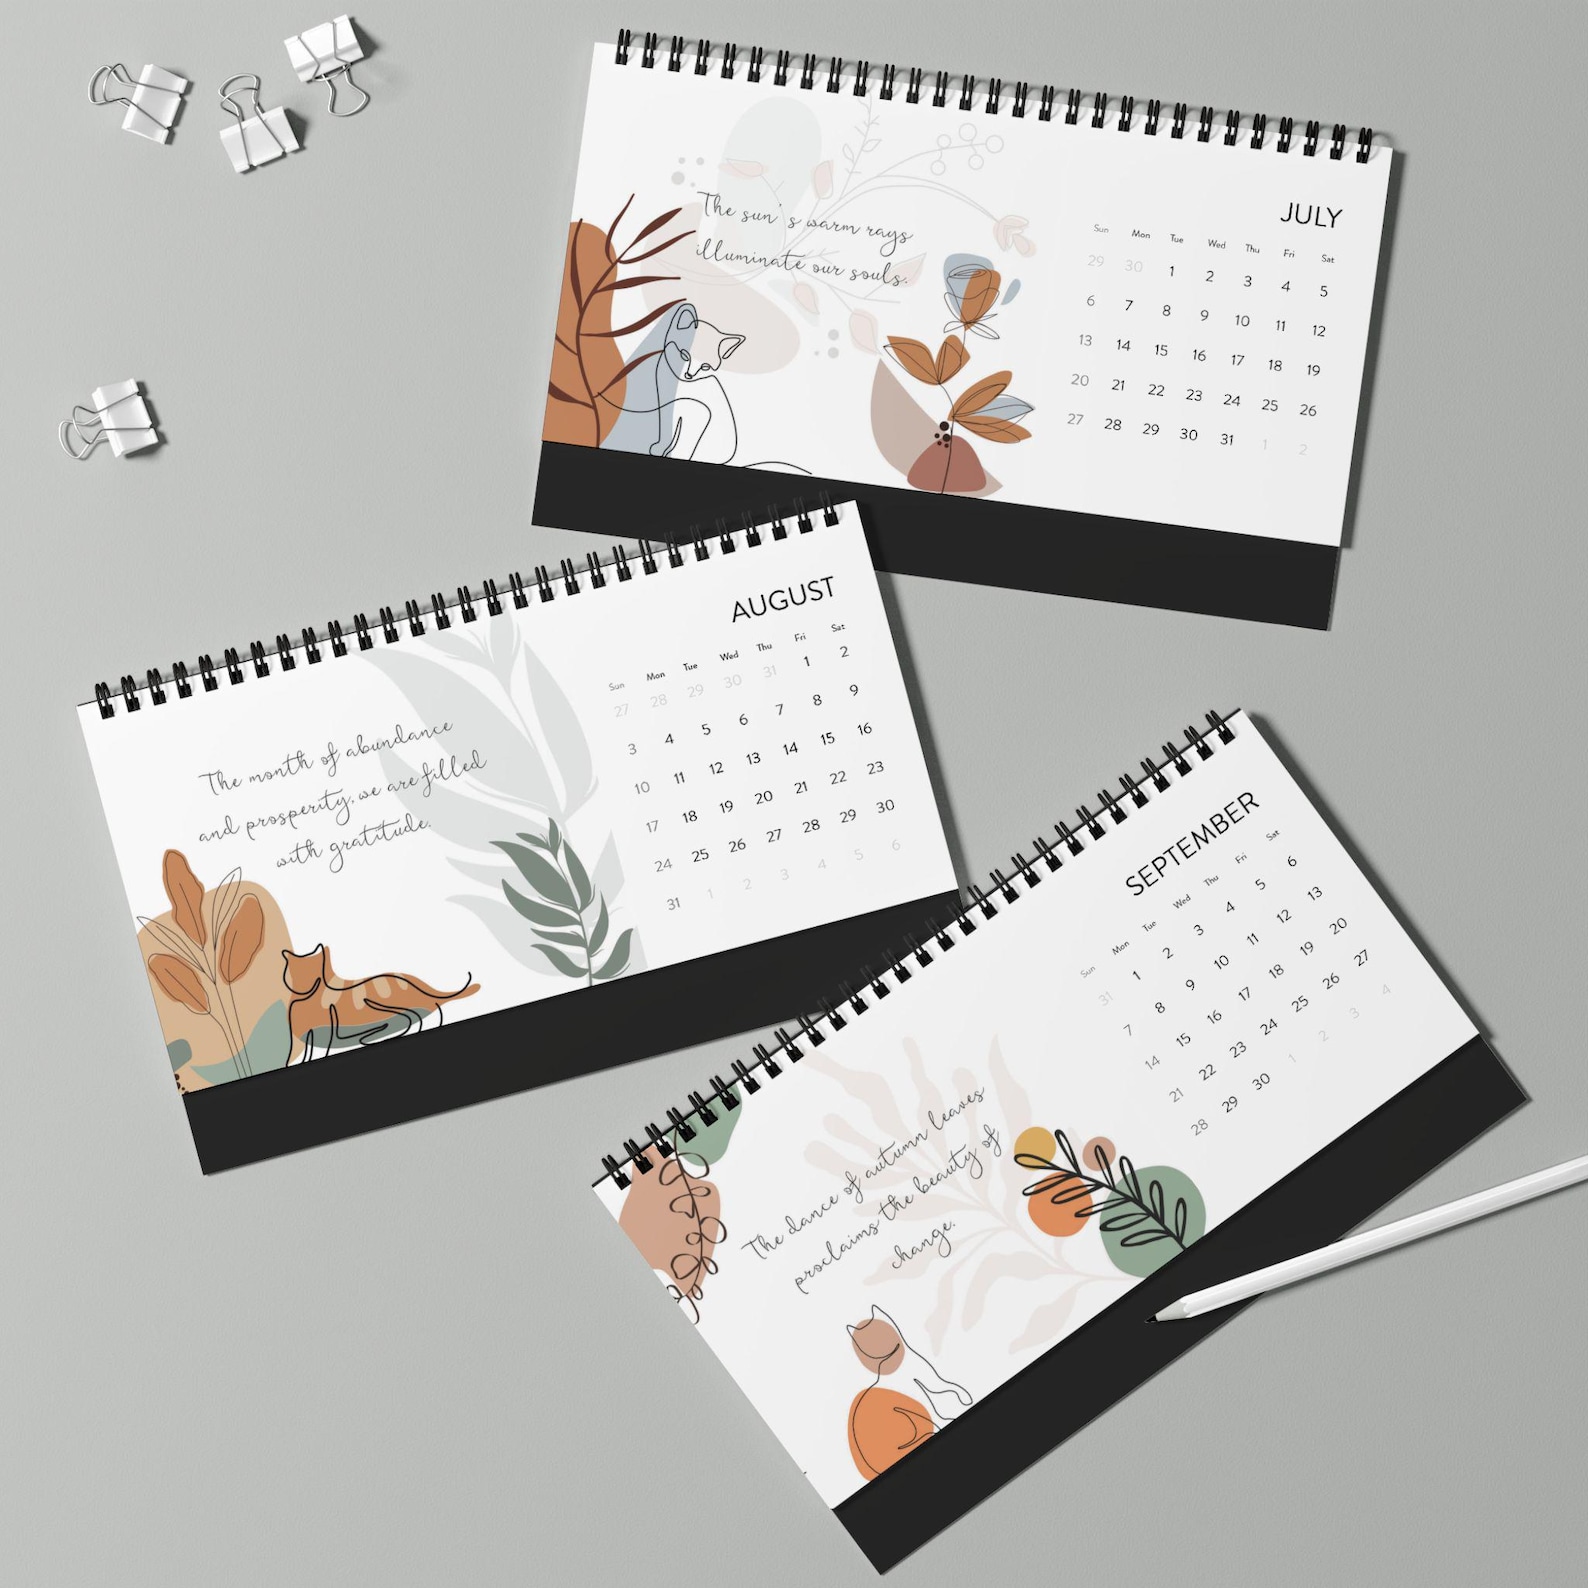 The sun's warm rays
illuminate our souls.
JULY
Sun Mon Tue Wed Thu Fri Sat
29 30 1 2 3 4 5
6 7 8 9 10 11 12
13 14 15 16 17 18 19
20 21 22 23 24 25 26
27 28 29 30 31 1 2
The month of abundance
and prosperity, we are filled
with gratitude.
AUGUST
Sun Mon Tue Wed Thu Fri Sat
27 28 29 30 31 1 2
3 4 5 6 7 8 9
10 11 12 13 14 15 16
17 18 19 20 21 22 23
24 25 26 27 28 29 30
31 1 2 3 4 5 6
The dance of autumn leaves
proclaims the beauty of
change.
SEPTEMBER
Sun Mon Tue Wed Thu Fri Sat
31 1 2 3 4 5 6
7 8 9 10 11 12 13
14 15 16 17 18 19 20
21 22 23 24 25 26 27
28 29 30 1 2 3 4